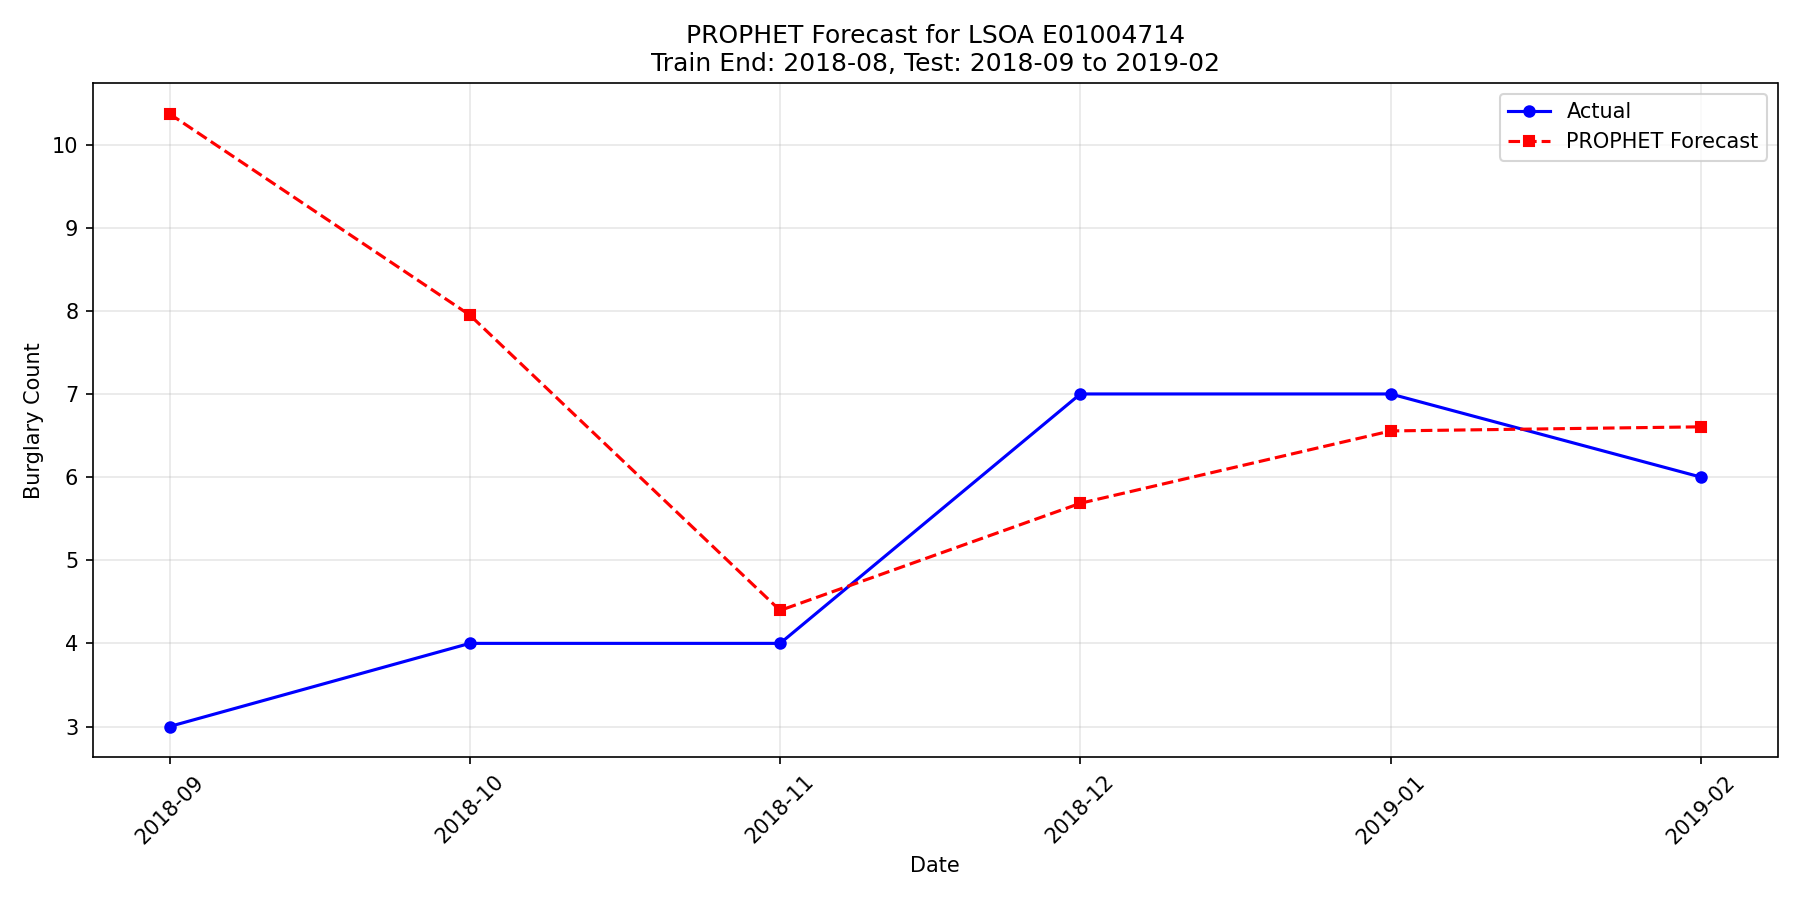 PROPHET Forecast for LSOA E01004714
Train End: 2018-08, Test: 2018-09 to 2019-02
Actual
PROPHET Forecast
Burglary Count
10
9
8
7
6
5
4
3
2018-09
2018-10
2018-11
2018-12
2019-01
2019-02
Date